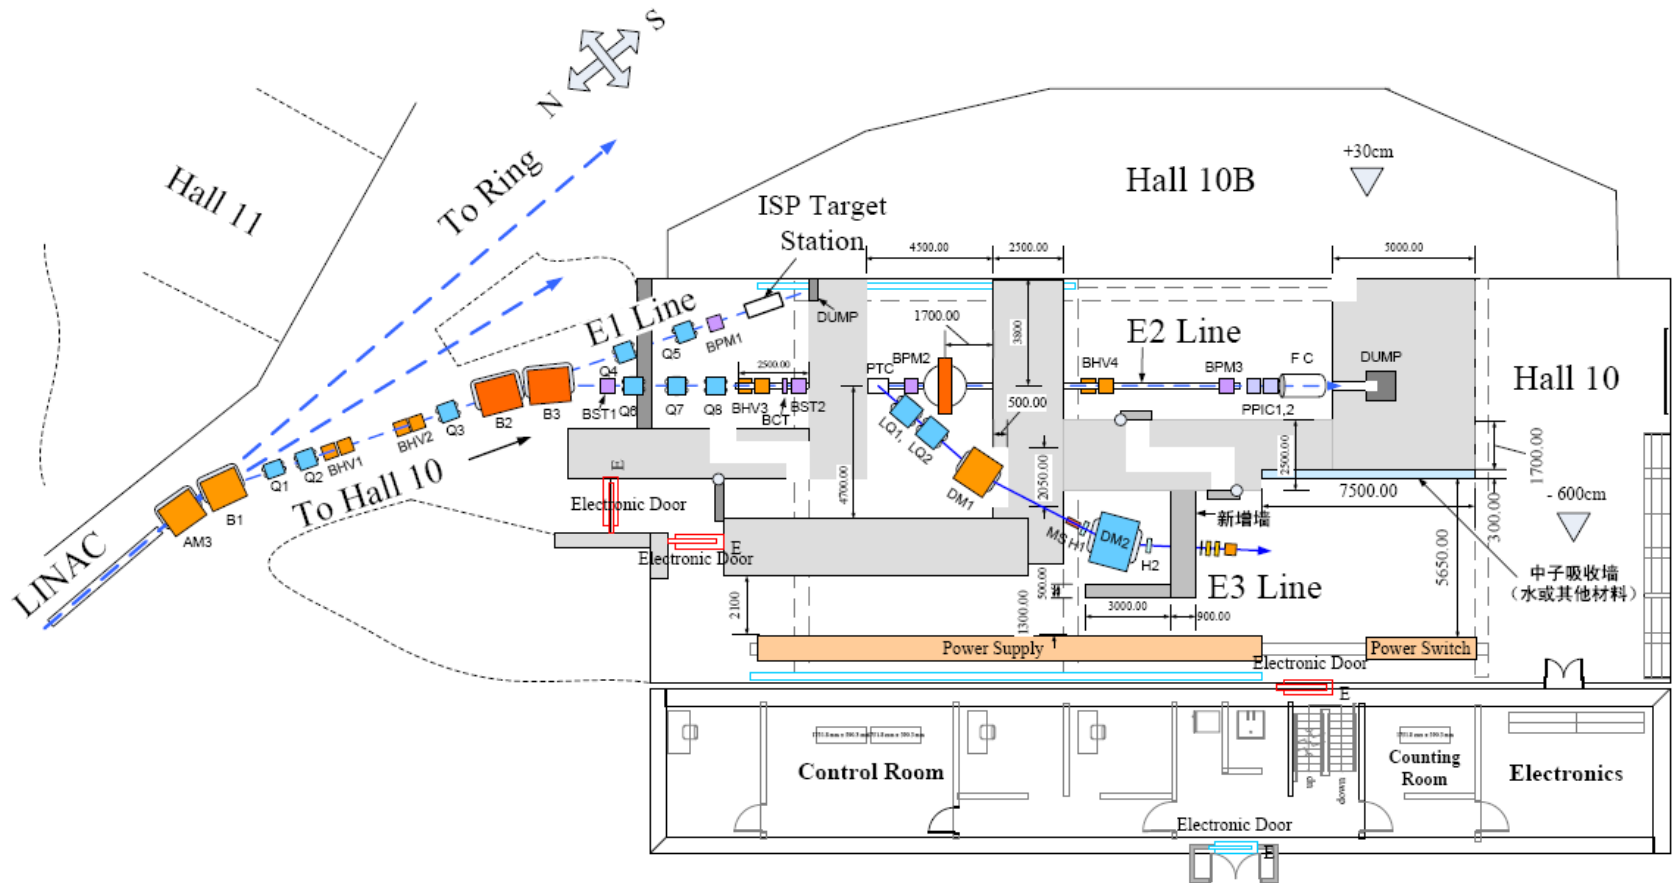 S
N
Hall 11
To Ring
ISP Target
Station
Hall 10B
+30cm
4500.00
2500.00
5000.00
E1 Line
DUMP
1700.00
3800
E2 Line
Q5
BPM1
Q4
2500.00
PTC
BPM2
BHV4
BPM3
F C
DUMP
Hall 10
B2
B3
BST1
Q6
Q7
Q8
BHV3
BCT
BST2
500.00
PPIC1,2
Q3
BHV2
BHV1
Q2
Q1
LQ1,
LQ2
To Hall 10
B1
AM3
LINAC
Electronic Door
Electronic Door
E
4700.00
DM1
2050.00
2500.00
7500.00
1700.00
300.00
- 600cm
新增墙
MS
H1
DM2
H2
E3 Line
5650.00
中子吸收墙
（水或其他材料）
2100
500.00
3000.00
900.00
1300.00
Power Supply
Power Switch
Electronic Door
E
Control Room
up
down
Counting
Room
Electronics
Electronic Door
E